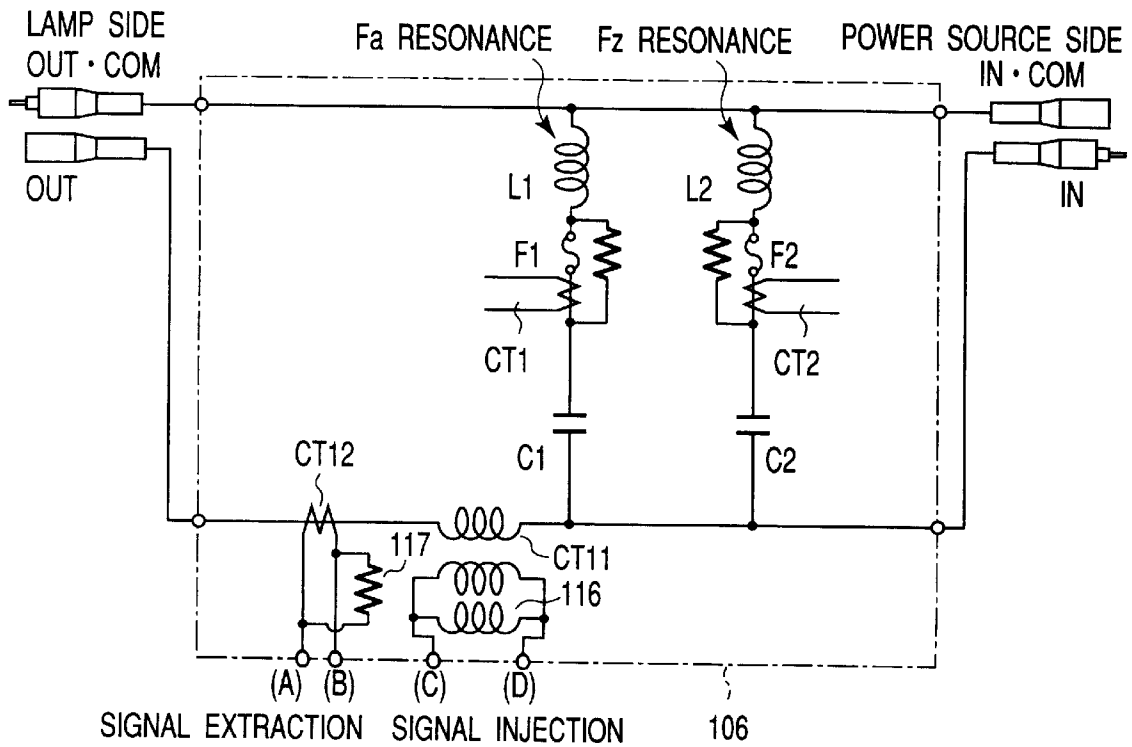 LAMP SIDE
OUT・COM
OUT
Fa RESONANCE
Fz RESONANCE
POWER SOURCE SIDE
IN・COM
IN
L1
L2
F1
F2
CT1
CT2
C1
C2
CT12
CT11
117
116
(A) (B) (C) (D)
SIGNAL EXTRACTION
SIGNAL INJECTION
106